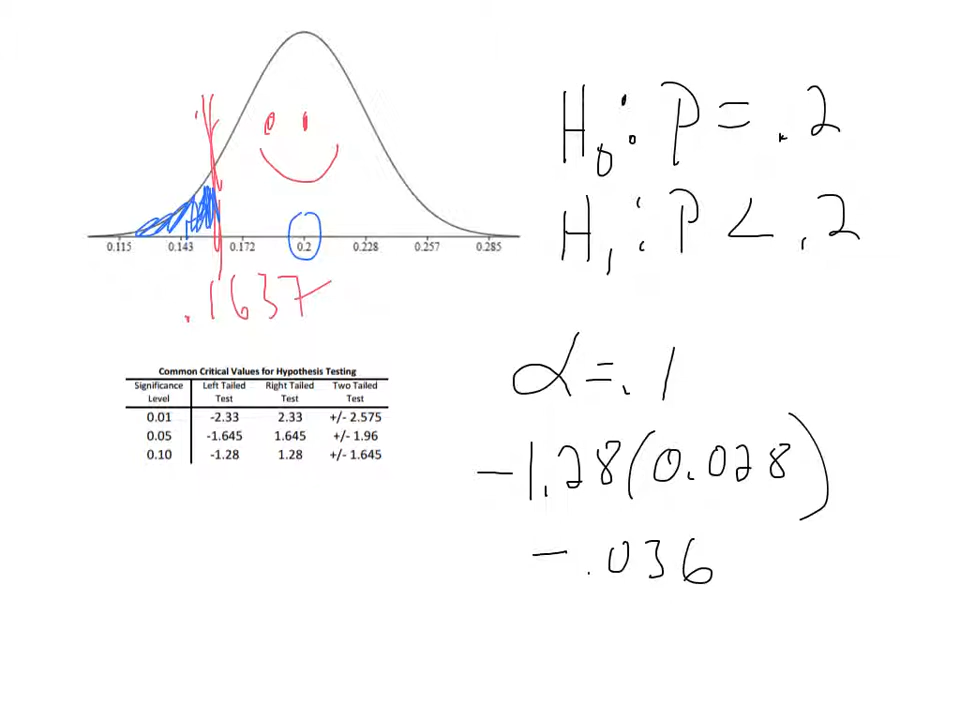 H₀: P = .2
H₁: P < .2
0.115 0.143 0.172 0.2 0.228 0.257 0.285
.1637
Common Critical Values for Hypothesis Testing
Significance Level Left Tailed Test Right Tailed Test Two Tailed Test
0.01 -2.33 2.33 +/- 2.575
0.05 -1.645 1.645 +/- 1.96
0.10 -1.28 1.28 +/- 1.645
α = .1
-1.28(0.028)
-.036